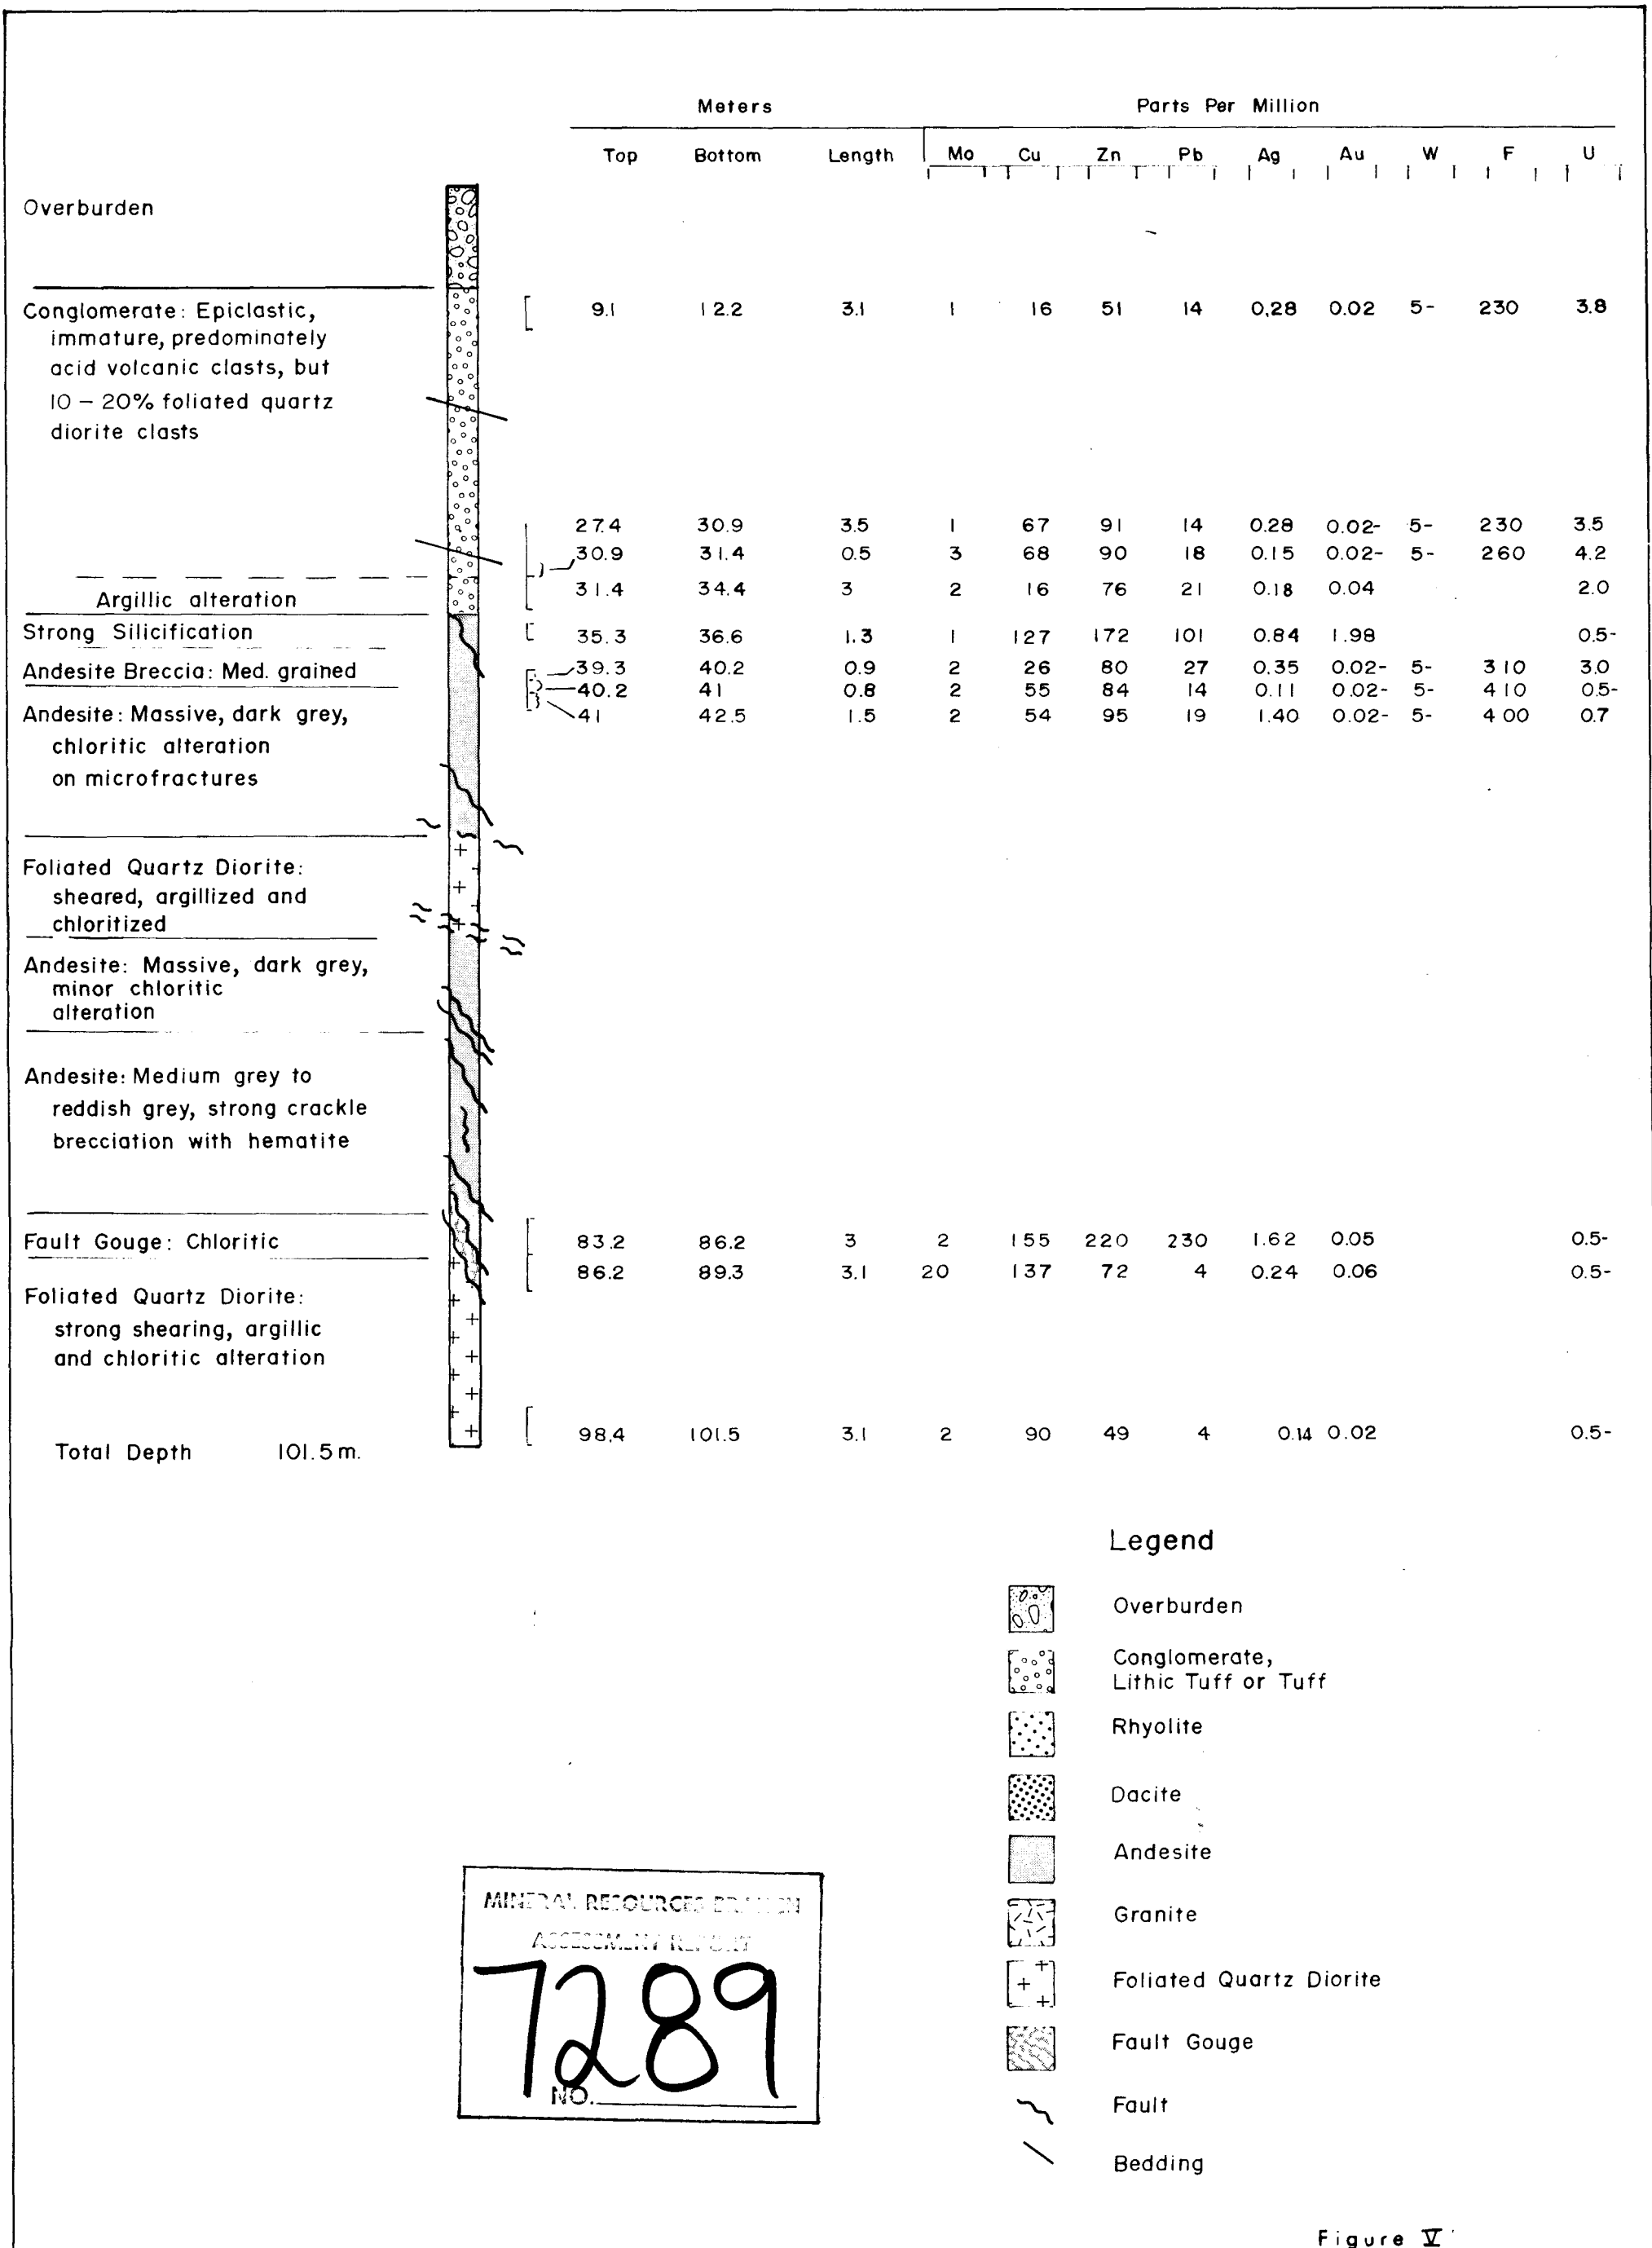 Meters Parts Per Million
Top Bottom Length Mo Cu Zn Pb Ag Au W F U
Overburden
Conglomerate: Epiclastic, 9.1 12.2 3.1 1 16 51 14 0.28 0.02 5- 230 3.8
immature, predominately
acid volcanic clasts, but
10 – 20% foliated quartz
diorite clasts
27.4 30.9 3.5 1 67 91 14 0.28 0.02- 5- 230 3.5
30.9 31.4 0.5 3 68 90 18 0.15 0.02- 5- 260 4.2
31.4 34.4 3 2 16 76 21 0.18 0.04 2.0
Argillic alteration
Strong Silicification 35.3 36.6 1.3 1 127 172 101 0.84 1.98 0.5-
Andesite Breccia: Med. grained 39.3 40.2 0.9 2 26 80 27 0.35 0.02- 5- 310 3.0
40.2 41 0.8 2 55 84 14 0.11 0.02- 5- 410 0.5-
Andesite: Massive, dark grey, 41 42.5 1.5 2 54 95 19 1.40 0.02- 5- 400 0.7
chloritic alteration
on microfractures
Foliated Quartz Diorite:
sheared, argillized and
chloritized
Andesite: Massive, dark grey,
minor chloritic
alteration
Andesite: Medium grey to
reddish grey, strong crackle
brecciation with hematite
Fault Gouge: Chloritic 83.2 86.2 3 2 155 220 230 1.62 0.05 0.5-
86.2 89.3 3.1 20 137 72 4 0.24 0.06 0.5-
Foliated Quartz Diorite:
strong shearing, argillic
and chloritic alteration
98.4 101.5 3.1 2 90 49 4 0.14 0.02 0.5-
Total Depth 101.5 m.
Legend
Overburden
Conglomerate,
Lithic Tuff or Tuff
Rhyolite
Dacite
Andesite
Granite
Foliated Quartz Diorite
Fault Gouge
Fault
Bedding
MINERAL RESOURCES BRANCH
ASSESSMENT REPORT
7289
NO.
Figure V